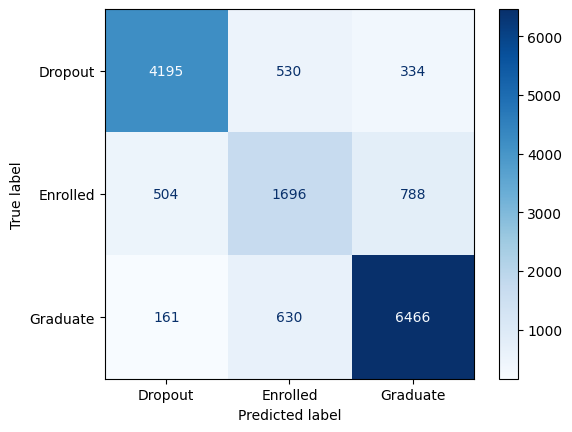 6000
Dropout 4195 530 334
5000
4000
True label
Enrolled 504 1696 788
3000
2000
Graduate 161 630 6466
1000
Dropout Enrolled Graduate
Predicted label